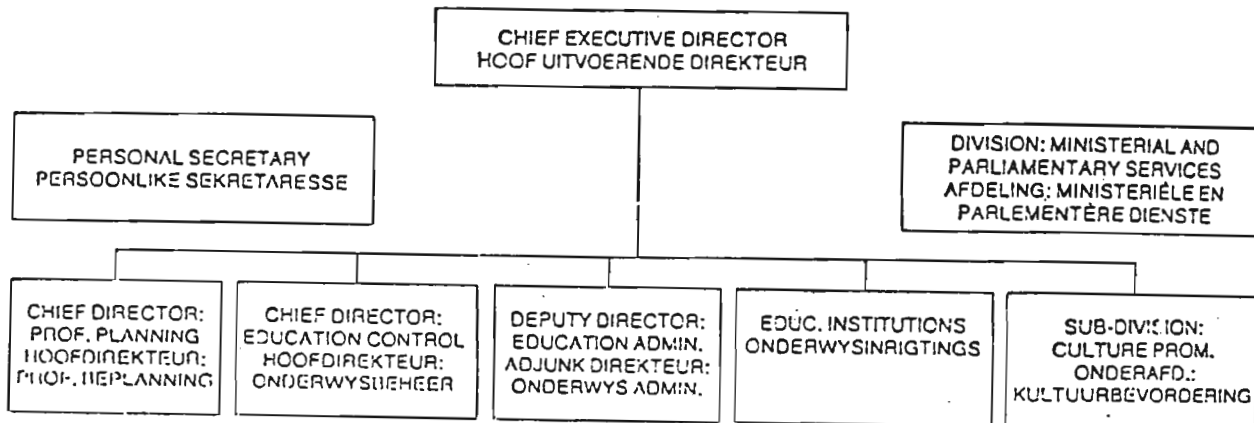 CHIEF EXECUTIVE DIRECTOR
HOOF UITVOERENDE DIREKTEUR
PERSONAL SECRETARY
PERSOONLIKE SEKRETARESSE
DIVISION: MINISTERIAL AND
PARLIAMENTARY SERVICES
AFDELING: MINISTERIËLE EN
PARLEMENTÊRE DIENSTE
CHIEF DIRECTOR:
PROF. PLANNING
HOOFDIREKTEUR:
PROF. BEPLANNING
CHIEF DIRECTOR:
EDUCATION CONTROL
HOOFDIREKTEUR:
ONDERWYSBEHEER
DEPUTY DIRECTOR:
EDUCATION ADMIN.
ADJUNK DIREKTEUR:
ONDERWYS ADMIN.
EDUC. INSTITUTIONS
ONDERWYSINRIGTINGS
SUB-DIVISION:
CULTURE PROM.
ONDERAFD.:
KULTUURBEVORDERING